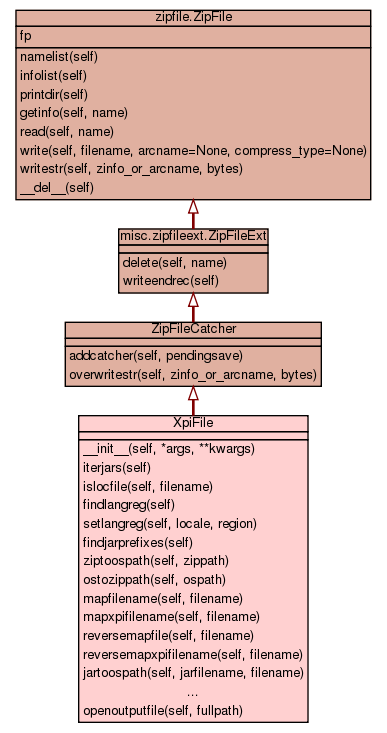 zipfile.ZipFile
fp
namelist(self)
infolist(self)
printdir(self)
getinfo(self, name)
read(self, name)
write(self, filename, arcname=None, compress_type=None)
writestr(self, zinfo_or_arcname, bytes)
__del__(self)
misc.zipfileext.ZipFileExt
delete(self, name)
writeendrec(self)
ZipFileCatcher
addcatcher(self, pendingsave)
overwritestr(self, zinfo_or_arcname, bytes)
XpiFile
__init__(self, *args, **kwargs)
iterjars(self)
islocfile(self, filename)
findlangreg(self)
setlangreg(self, locale, region)
findjarprefixes(self)
ziptoospath(self, zippath)
ostozippath(self, ospath)
mapfilename(self, filename)
mapxpifilename(self, filename)
reversemapfile(self, filename)
reversemapxpifilename(self, filename)
jartoospath(self, jarfilename, filename)
...
openoutputfile(self, fullpath)